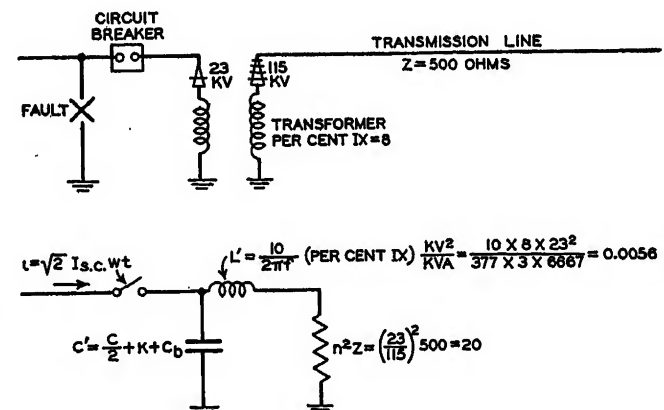 CIRCUIT
BREAKER
TRANSMISSION LINE
Z=500 OHMS
23
KV
115
KV
FAULT
TRANSFORMER
PER CENT IX=8
ι=√2 Is.c.wt
L'= 10/2πf (PER CENT IX) KV²/KVA = 10 X 8 X 23²/377 X 3 X 6667 = 0.0056
C'= C/2 + K + Cb
n²Z=(23/115)² 500=20